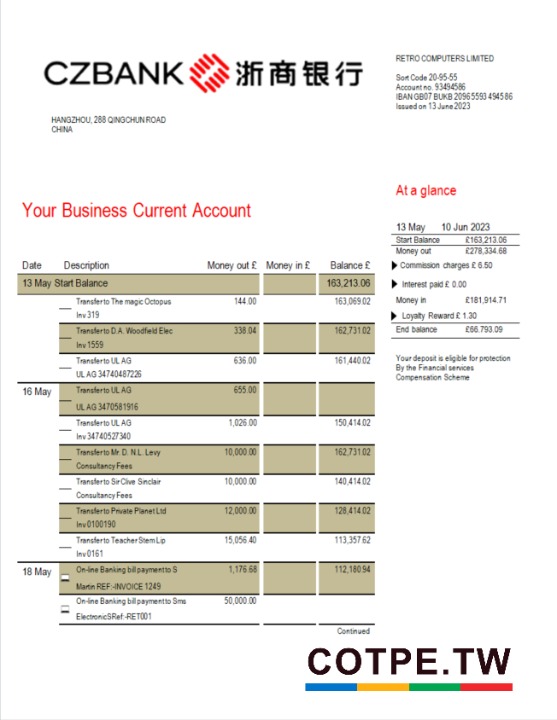 CZBANK 浙商银行
HANGZHOU, 288 QINGCHUN ROAD
CHINA
RETRO COMPUTERS LIMITED
Sort Code 20-95-55
Account no. 93494586
IBAN GB07 BUKB 20965593 494586
Issued on 13 June 2023
At a glance
13 May 10 Jun 2023
Start Balance £163,213.06
Money out £278,334.68
Commission charges £ 6.50
Interest paid £ 0.00
Money in £181,914.71
Loyalty Reward £ 1.30
End balance £66.793.09
Your deposit is eligible for protection
By the Financial services
Compensation Scheme
Your Business Current Account
Date Description Money out £ Money in £ Balance £
13 May Start Balance 163,213.06
Transfer to The magic Octopus 144.00 163,069.02
Inv 319
Transfer to D.A. Woodfield Elec 338.04 162,731.02
Inv 1559
Transfer to UL AG 636.00 161,440.02
UL AG 34740487226
16 May Transfer to UL AG 655.00
UL AG 3470581916
Transfer to UL AG 1,026.00 150,414.02
Inv 34740527340
Transfer to Mr. D. N.L. Levy 10,000.00 162,731.02
Consultancy Fees
Transfer to Sir Clive Sinclair 10,000.00 140,414.02
Consultancy Fees
Transfer to Private Planet Ltd 12,000.00 128,414.02
Inv 0100190
Transfer to Teacher Stem Lip 15,056.40 113,357.62
Inv 0161
18 May On-line Banking bill payment to S 1,176.68 112,180.94
Martin REF:-INVOICE 1249
On-line Banking bill payment to Sms 50,000.00
Electronic SRef:-RET001
Continued
COTPE.TW